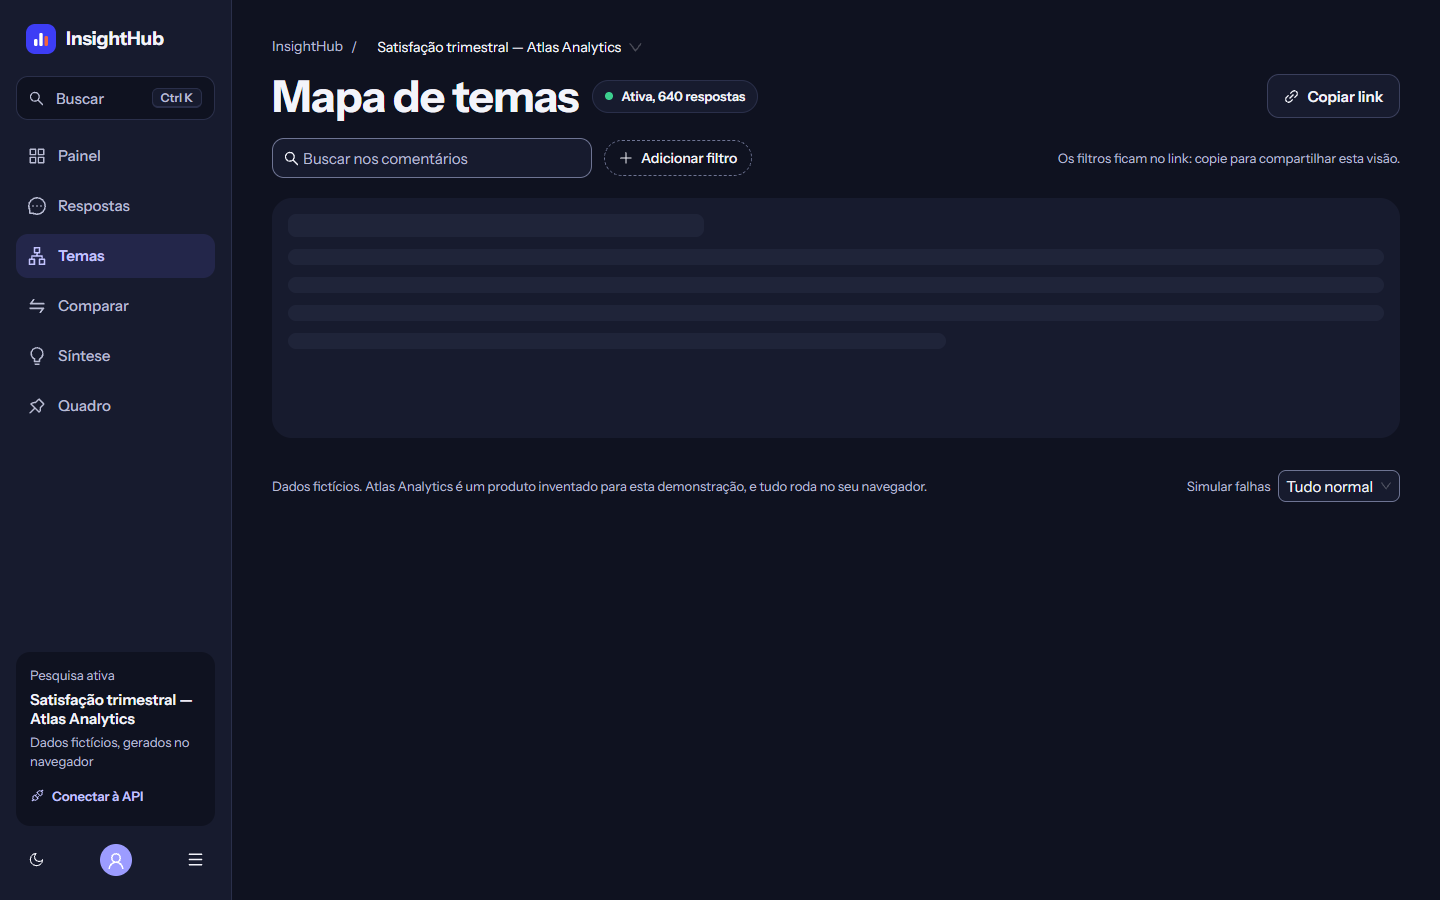 InsightHub
Buscar
Ctrl K
Painel
Respostas
Temas
Comparar
Síntese
Quadro
Pesquisa ativa
Satisfação trimestral —
Atlas Analytics
Dados fictícios, gerados no
navegador
Conectar à API
InsightHub / Satisfação trimestral — Atlas Analytics
Mapa de temas
Ativa, 640 respostas
Copiar link
Buscar nos comentários
Adicionar filtro
Os filtros ficam no link: copie para compartilhar esta visão.
Dados fictícios. Atlas Analytics é um produto inventado para esta demonstração, e tudo roda no seu navegador.
Simular falhas
Tudo normal